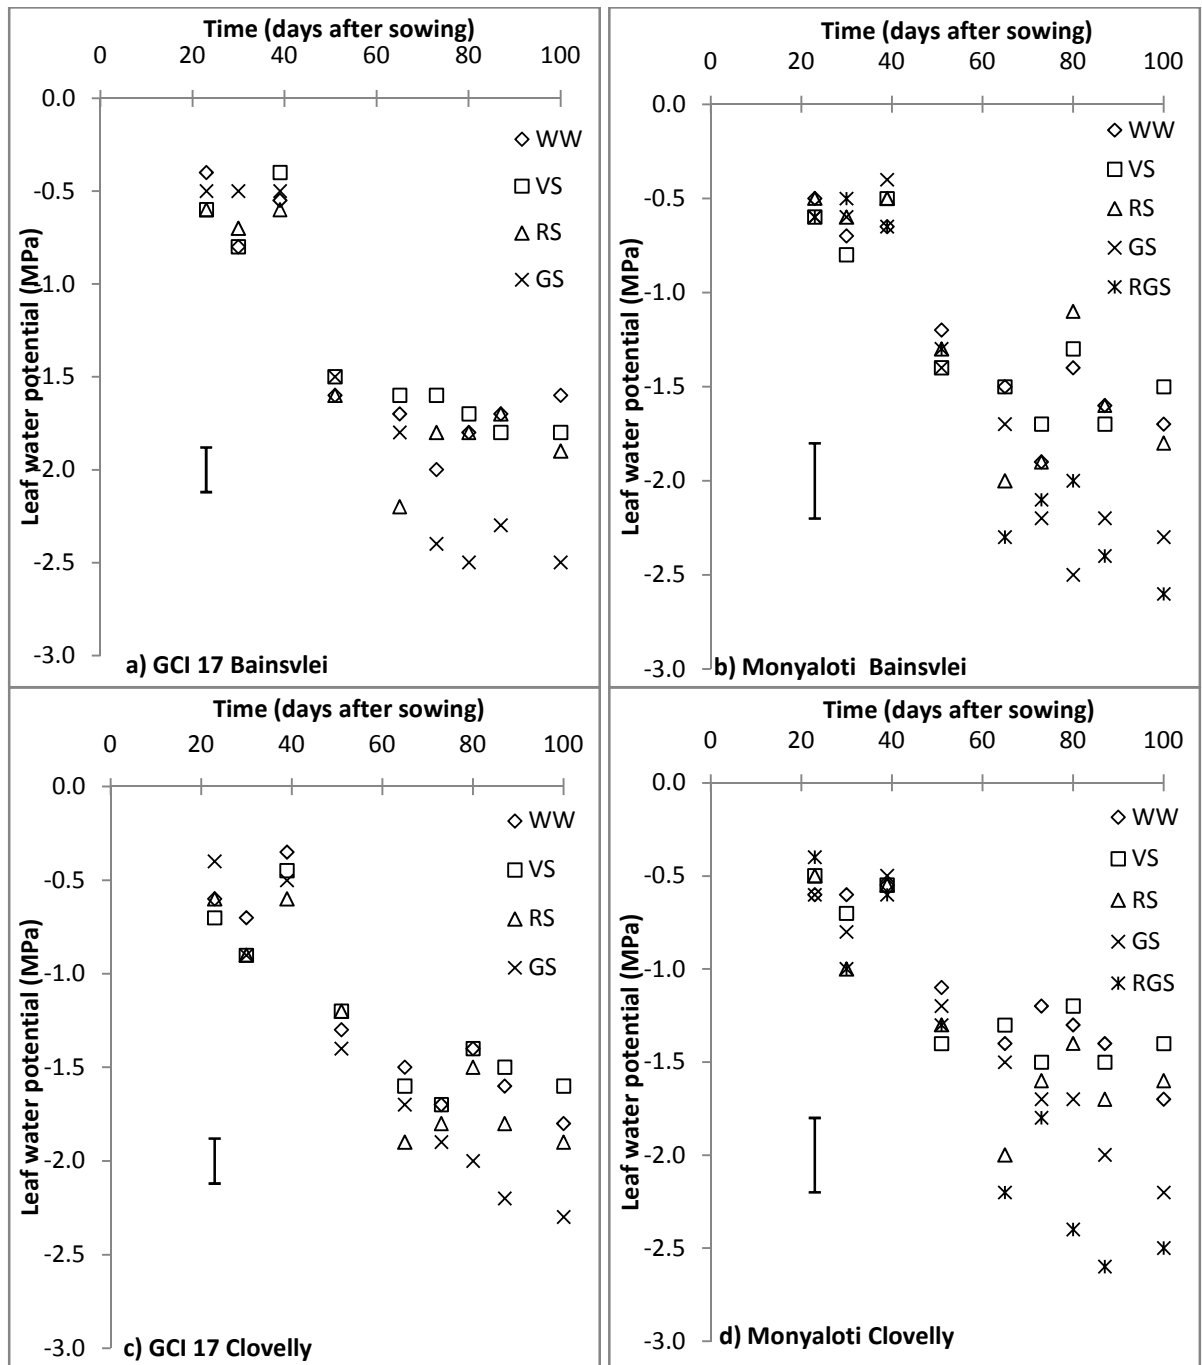 Time (days after sowing)
0 20 40 60 80 100
0.0
-0.5
-1.0
-1.5
-2.0
-2.5
-3.0
Leaf water potential (MPa)
WW
VS
RS
GS
a) GCI 17 Bainsvlei
Time (days after sowing)
0 20 40 60 80 100
0.0
-0.5
-1.0
-1.5
-2.0
-2.5
-3.0
Leaf water potential (MPa)
WW
VS
RS
GS
RGS
b) Monyaloti Bainsvlei
Time (days after sowing)
0 20 40 60 80 100
0.0
-0.5
-1.0
-1.5
-2.0
-2.5
-3.0
Leaf water potential (MPa)
WW
VS
RS
GS
c) GCI 17 Clovelly
Time (days after sowing)
0 20 40 60 80 100
0.0
-0.5
-1.0
-1.5
-2.0
-2.5
-3.0
Leaf water potential (MPa)
WW
VS
RS
GS
RGS
d) Monyaloti Clovelly